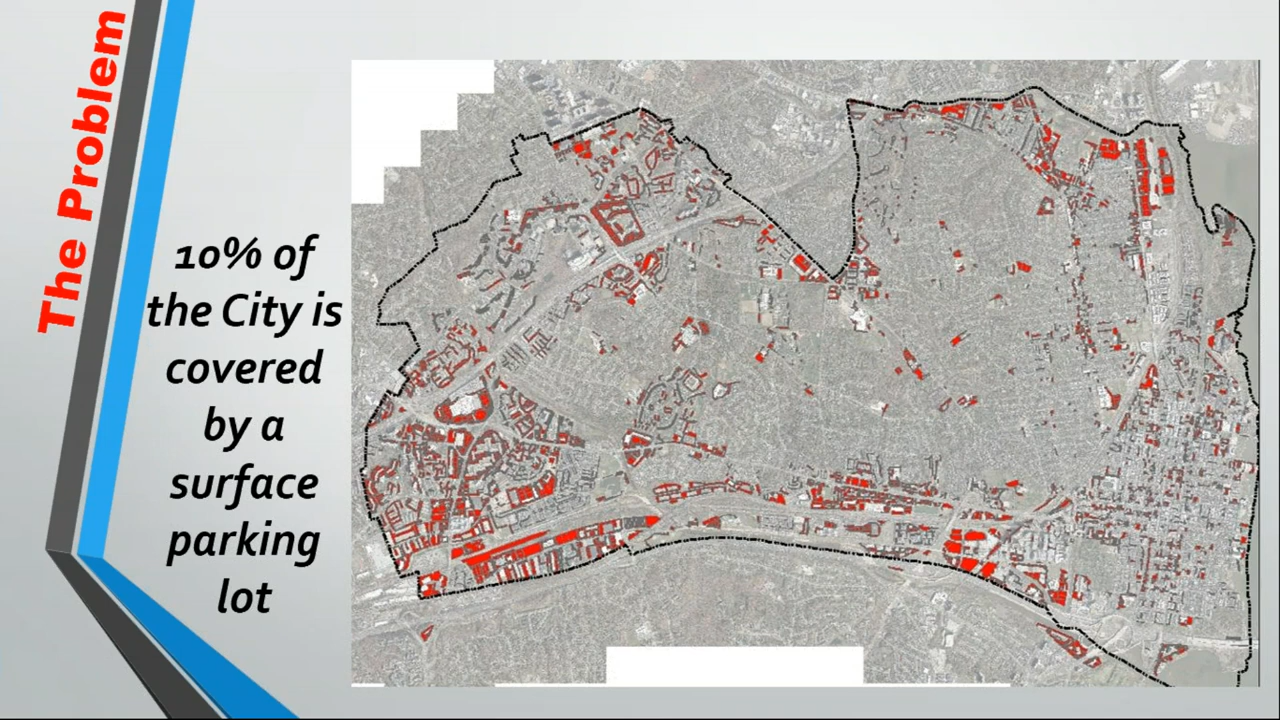 The Problem
10% of
the City is
covered
by a
surface
parking
lot